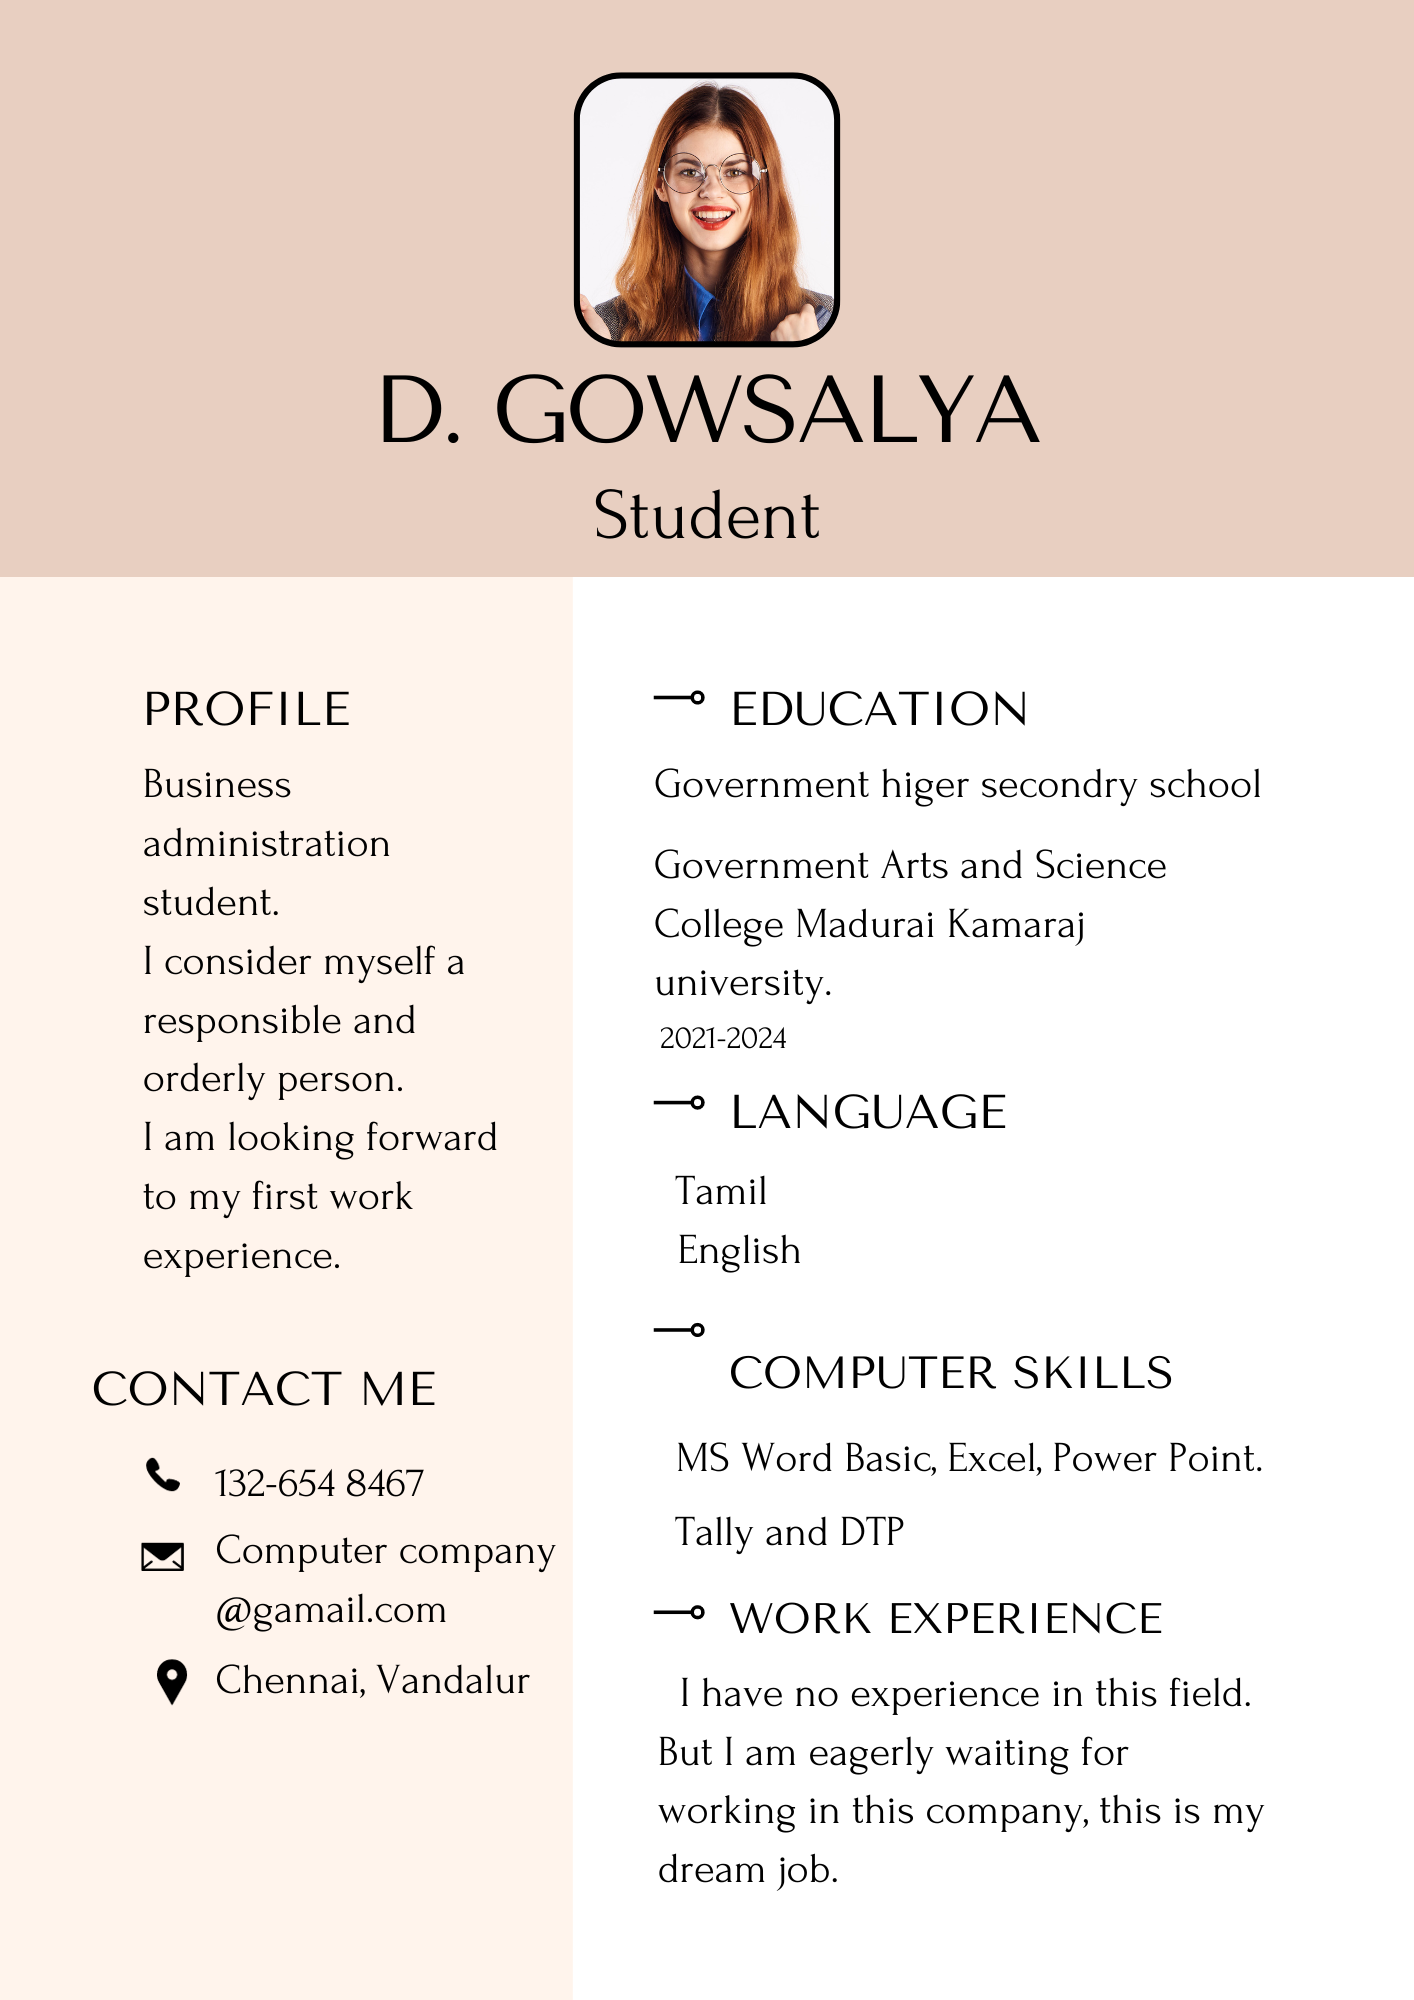 D. GOWSALYA
Student
PROFILE
Business
administration
student.
I consider myself a
responsible and
orderly person.
I am looking forward
to my first work
experience.
CONTACT ME
132-654 8467
Computer company
@gamail.com
Chennai, Vandalur
EDUCATION
Government higer secondry school
Government Arts and Science
College Madurai Kamaraj
university.
2021-2024
LANGUAGE
Tamil
English
COMPUTER SKILLS
MS Word Basic, Excel, Power Point.
Tally and DTP
WORK EXPERIENCE
I have no experience in this field.
But I am eagerly waiting for
working in this company, this is my
dream job.